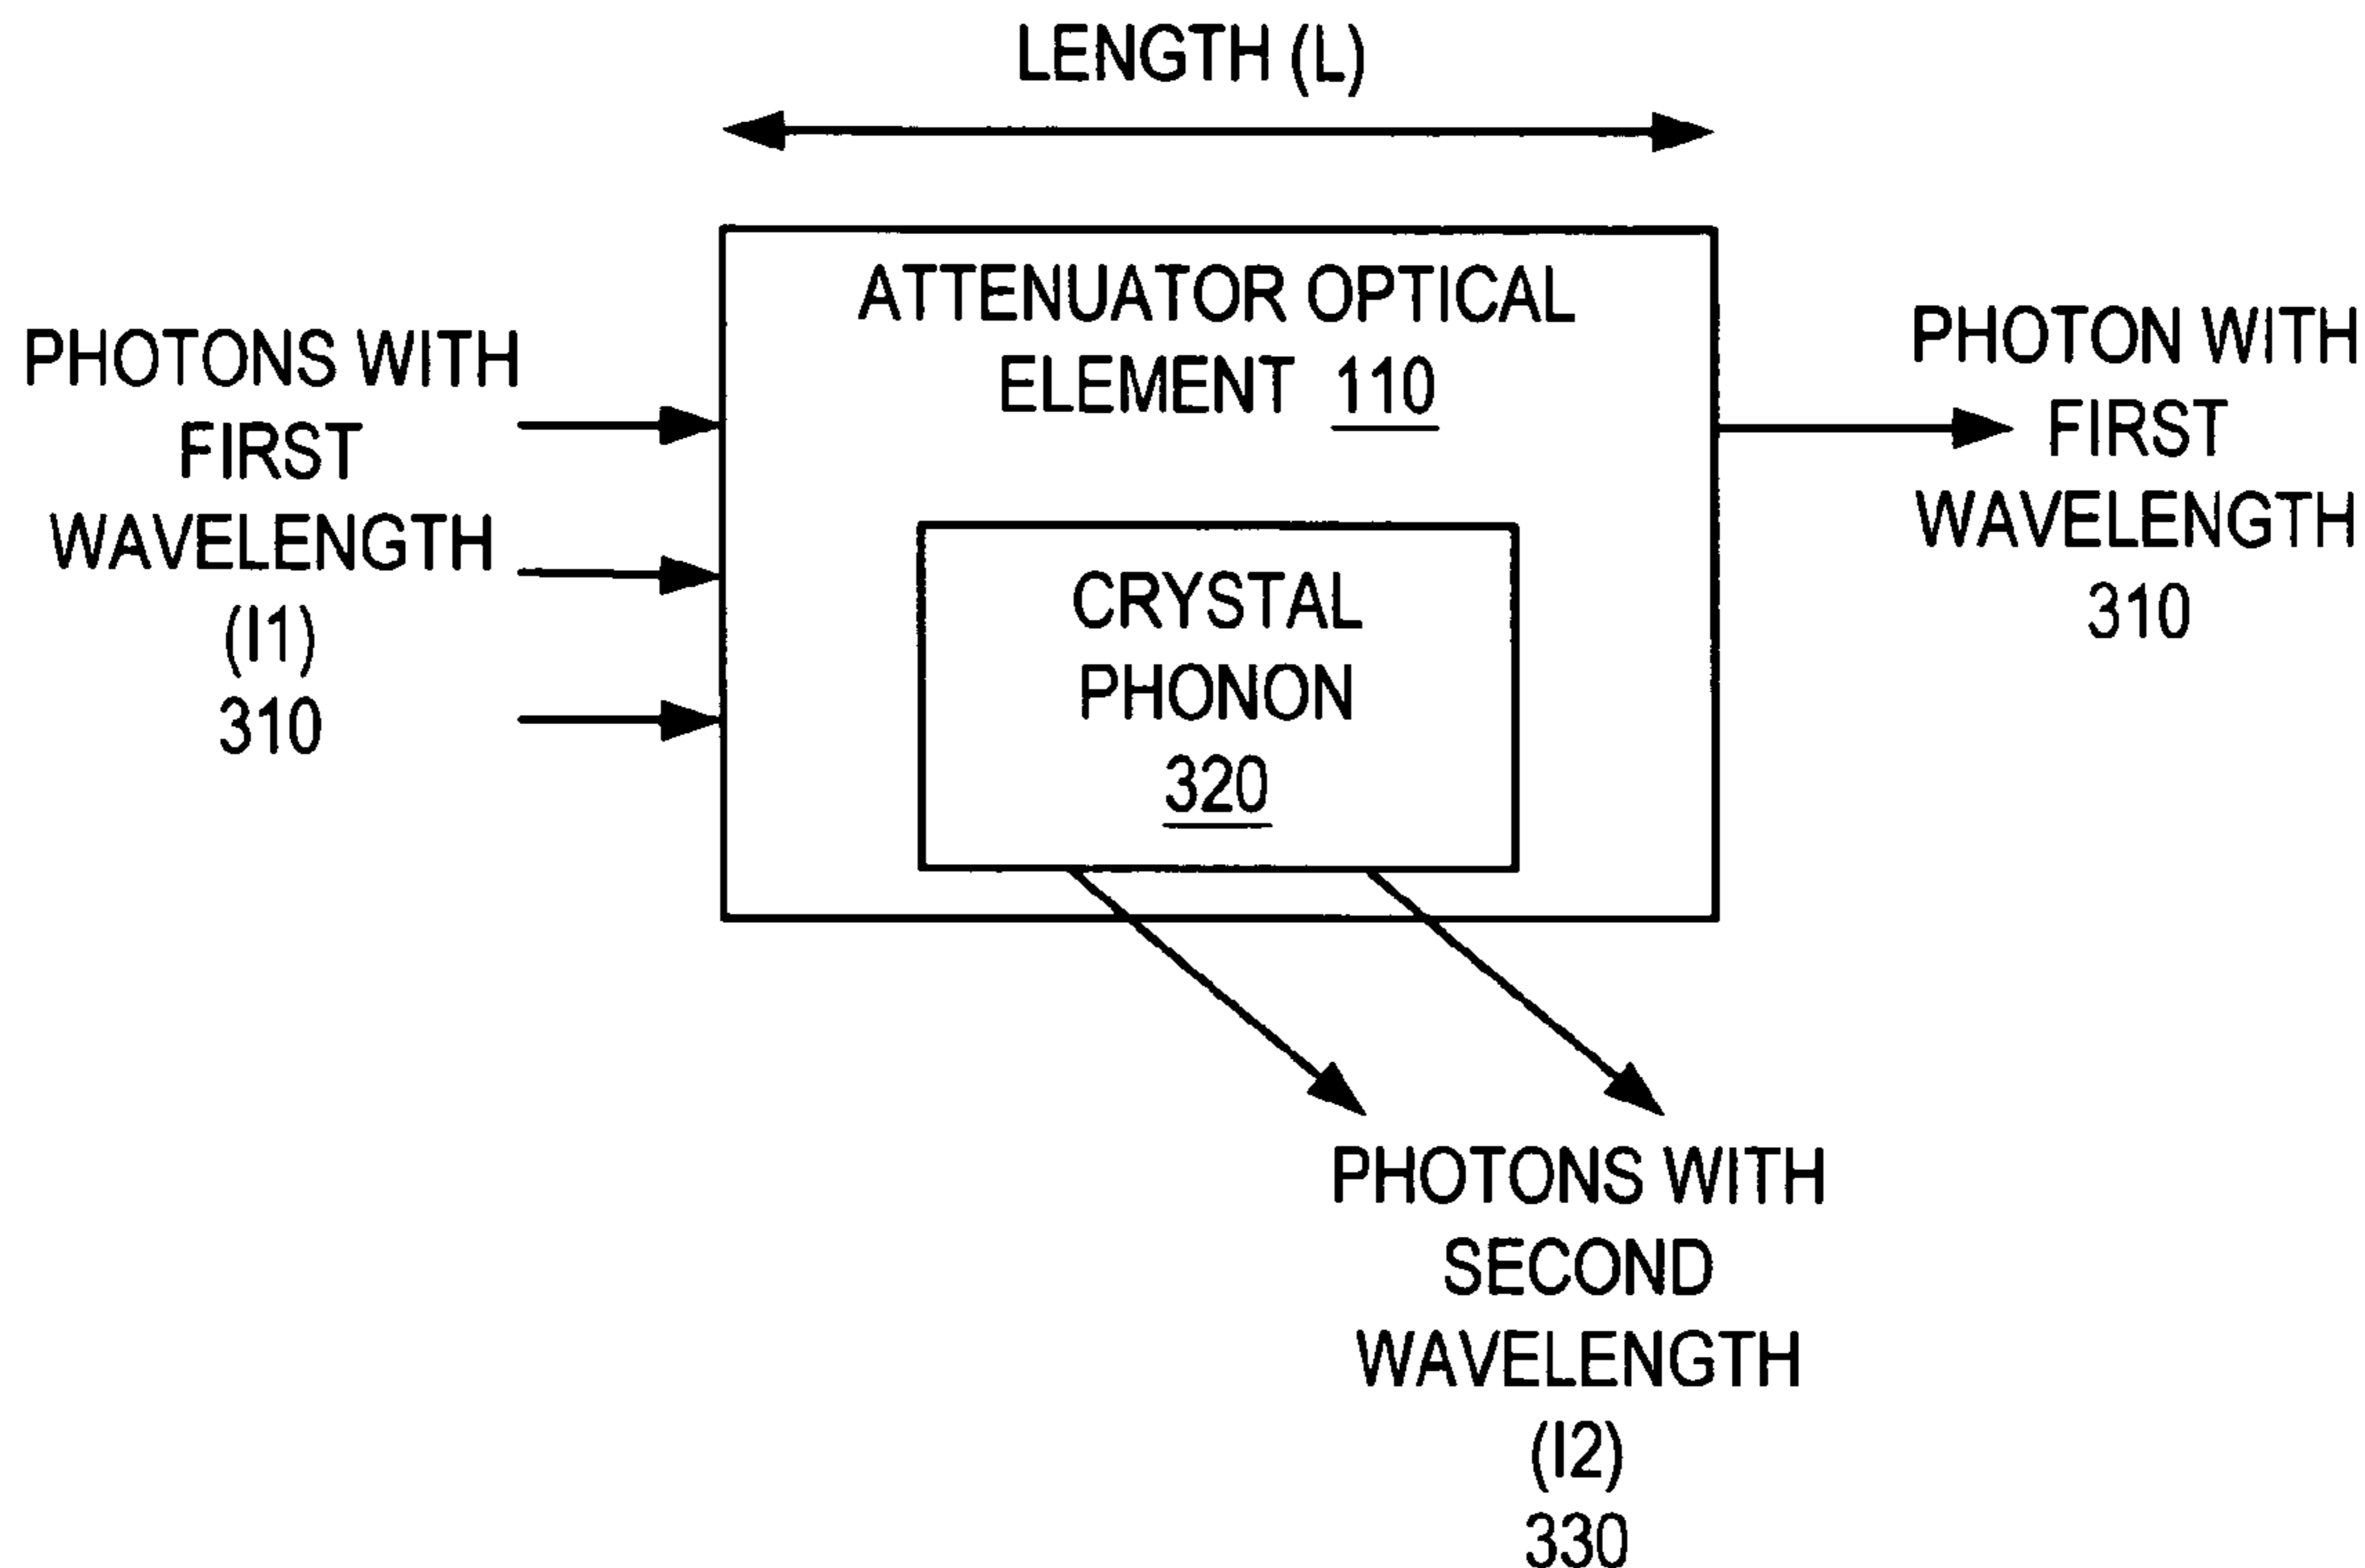 LENGTH (L)
ATTENUATOR OPTICAL
ELEMENT 110
PHOTONS WITH
FIRST
WAVELENGTH
(I1)
310
CRYSTAL
PHONON
320
PHOTON WITH
FIRST
WAVELENGTH
310
PHOTONS WITH
SECOND
WAVELENGTH
(I2)
330